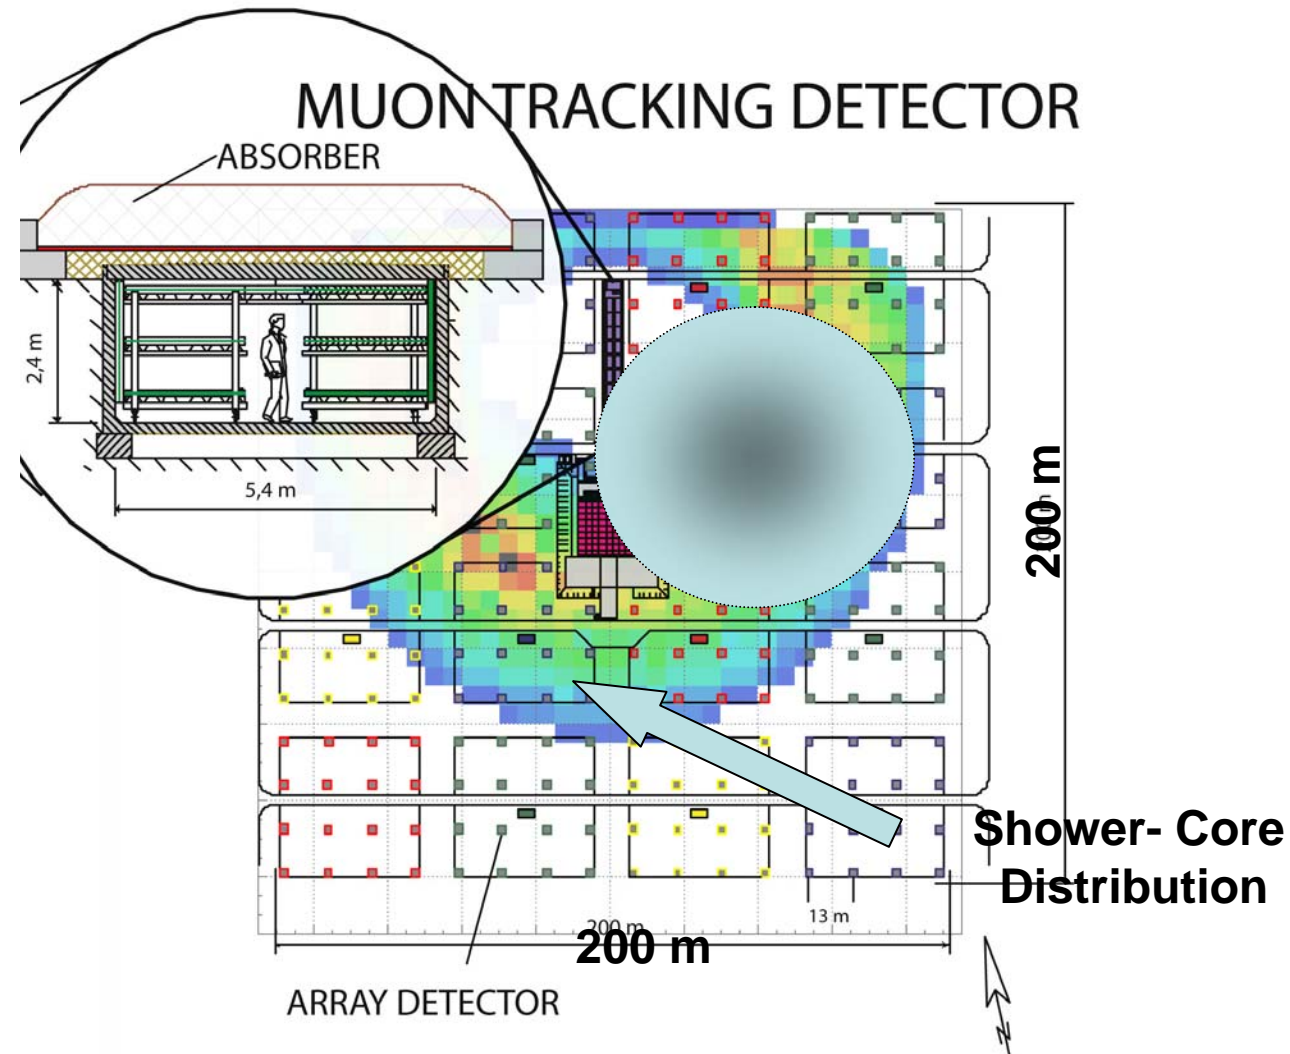 MUON TRACKING DETECTOR
ABSORBER
2,4 m
5,4 m
200 m
Shower- Core
Distribution
13 m
200 m
200 m
ARRAY DETECTOR
N